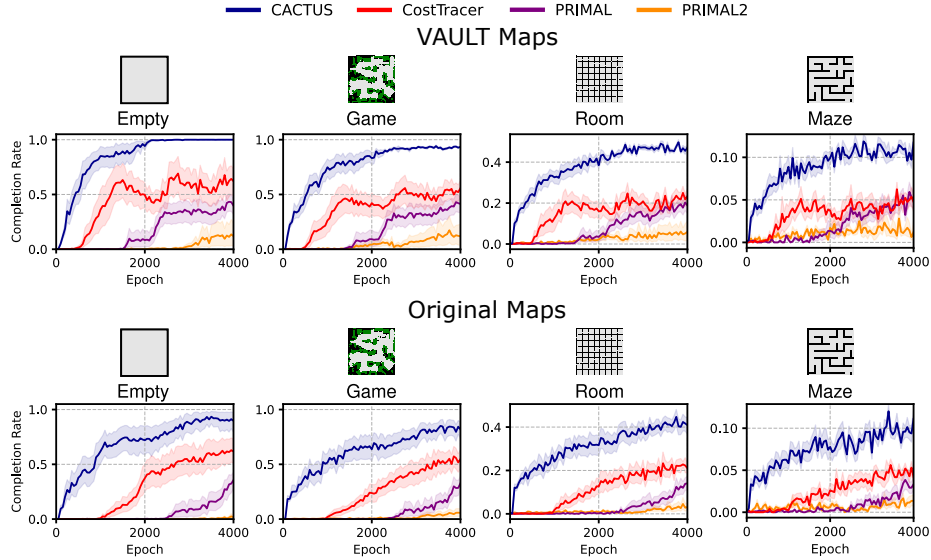 CACTUS CostTracer PRIMAL PRIMAL2
VAULT Maps
Empty Game Room Maze
Completion Rate
1.0
0.5
0.0
0 2000 4000
Epoch
1.0
0.5
0.0
0 2000 4000
Epoch
0.4
0.2
0.0
0 2000 4000
Epoch
0.10
0.05
0.00
0 2000 4000
Epoch
Original Maps
Empty Game Room Maze
Completion Rate
1.0
0.5
0.0
0 2000 4000
Epoch
1.0
0.5
0.0
0 2000 4000
Epoch
0.4
0.2
0.0
0 2000 4000
Epoch
0.10
0.05
0.00
0 2000 4000
Epoch